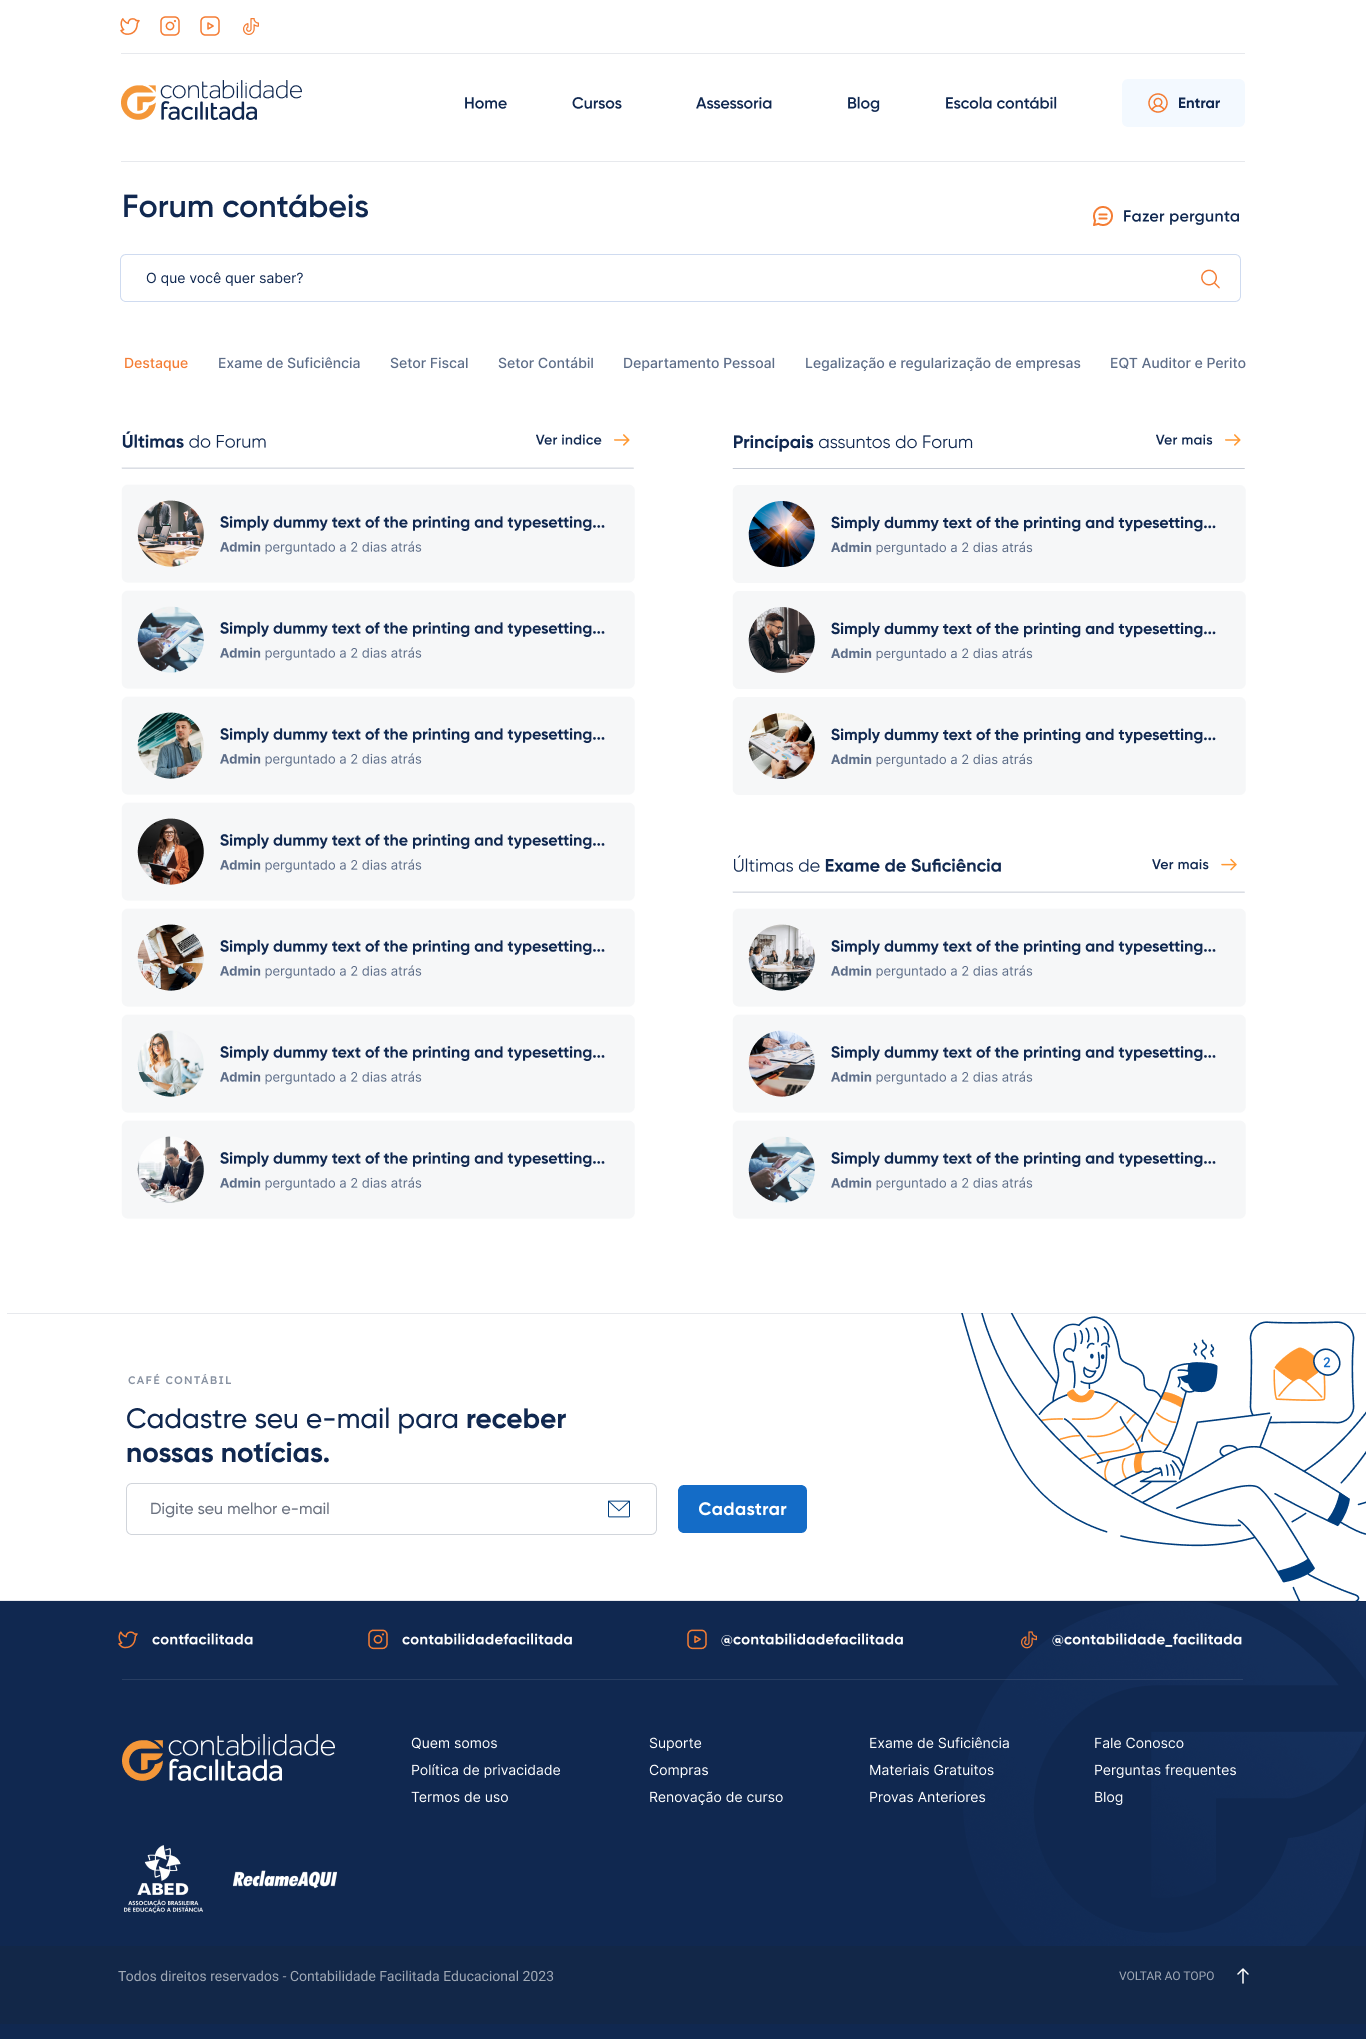 contabilidade
facilitada
Home
Cursos
Assessoria
Blog
Escola contábil
Entrar
Forum contábeis
Fazer pergunta
O que você quer saber?
Destaque
Exame de Suficiência
Setor Fiscal
Setor Contábil
Departamento Pessoal
Legalização e regularização de empresas
EQT Auditor e Perito
Últimas do Forum
Ver indice
Simply dummy text of the printing and typesetting...
Admin perguntado a 2 dias atrás
Simply dummy text of the printing and typesetting...
Admin perguntado a 2 dias atrás
Simply dummy text of the printing and typesetting...
Admin perguntado a 2 dias atrás
Simply dummy text of the printing and typesetting...
Admin perguntado a 2 dias atrás
Simply dummy text of the printing and typesetting...
Admin perguntado a 2 dias atrás
Simply dummy text of the printing and typesetting...
Admin perguntado a 2 dias atrás
Simply dummy text of the printing and typesetting...
Admin perguntado a 2 dias atrás
Princípais assuntos do Forum
Ver mais
Simply dummy text of the printing and typesetting...
Admin perguntado a 2 dias atrás
Simply dummy text of the printing and typesetting...
Admin perguntado a 2 dias atrás
Simply dummy text of the printing and typesetting...
Admin perguntado a 2 dias atrás
Últimas de Exame de Suficiência
Ver mais
Simply dummy text of the printing and typesetting...
Admin perguntado a 2 dias atrás
Simply dummy text of the printing and typesetting...
Admin perguntado a 2 dias atrás
Simply dummy text of the printing and typesetting...
Admin perguntado a 2 dias atrás
CAFÉ CONTÁBIL
Cadastre seu e-mail para receber
nossas notícias.
Digite seu melhor e-mail
Cadastrar
2
contfacilitada
contabilidadefacilitada
@contabilidadefacilitada
@contabilidade_facilitada
contabilidade
facilitada
Quem somos
Política de privacidade
Termos de uso
Suporte
Compras
Renovação de curso
Exame de Suficiência
Materiais Gratuitos
Provas Anteriores
Fale Conosco
Perguntas frequentes
Blog
ABED
ASSOCIAÇÃO BRASILEIRA
DE EDUCAÇÃO A DISTÂNCIA
ReclameAQUI
Todos direitos reservados - Contabilidade Facilitada Educacional 2023
VOLTAR AO TOPO